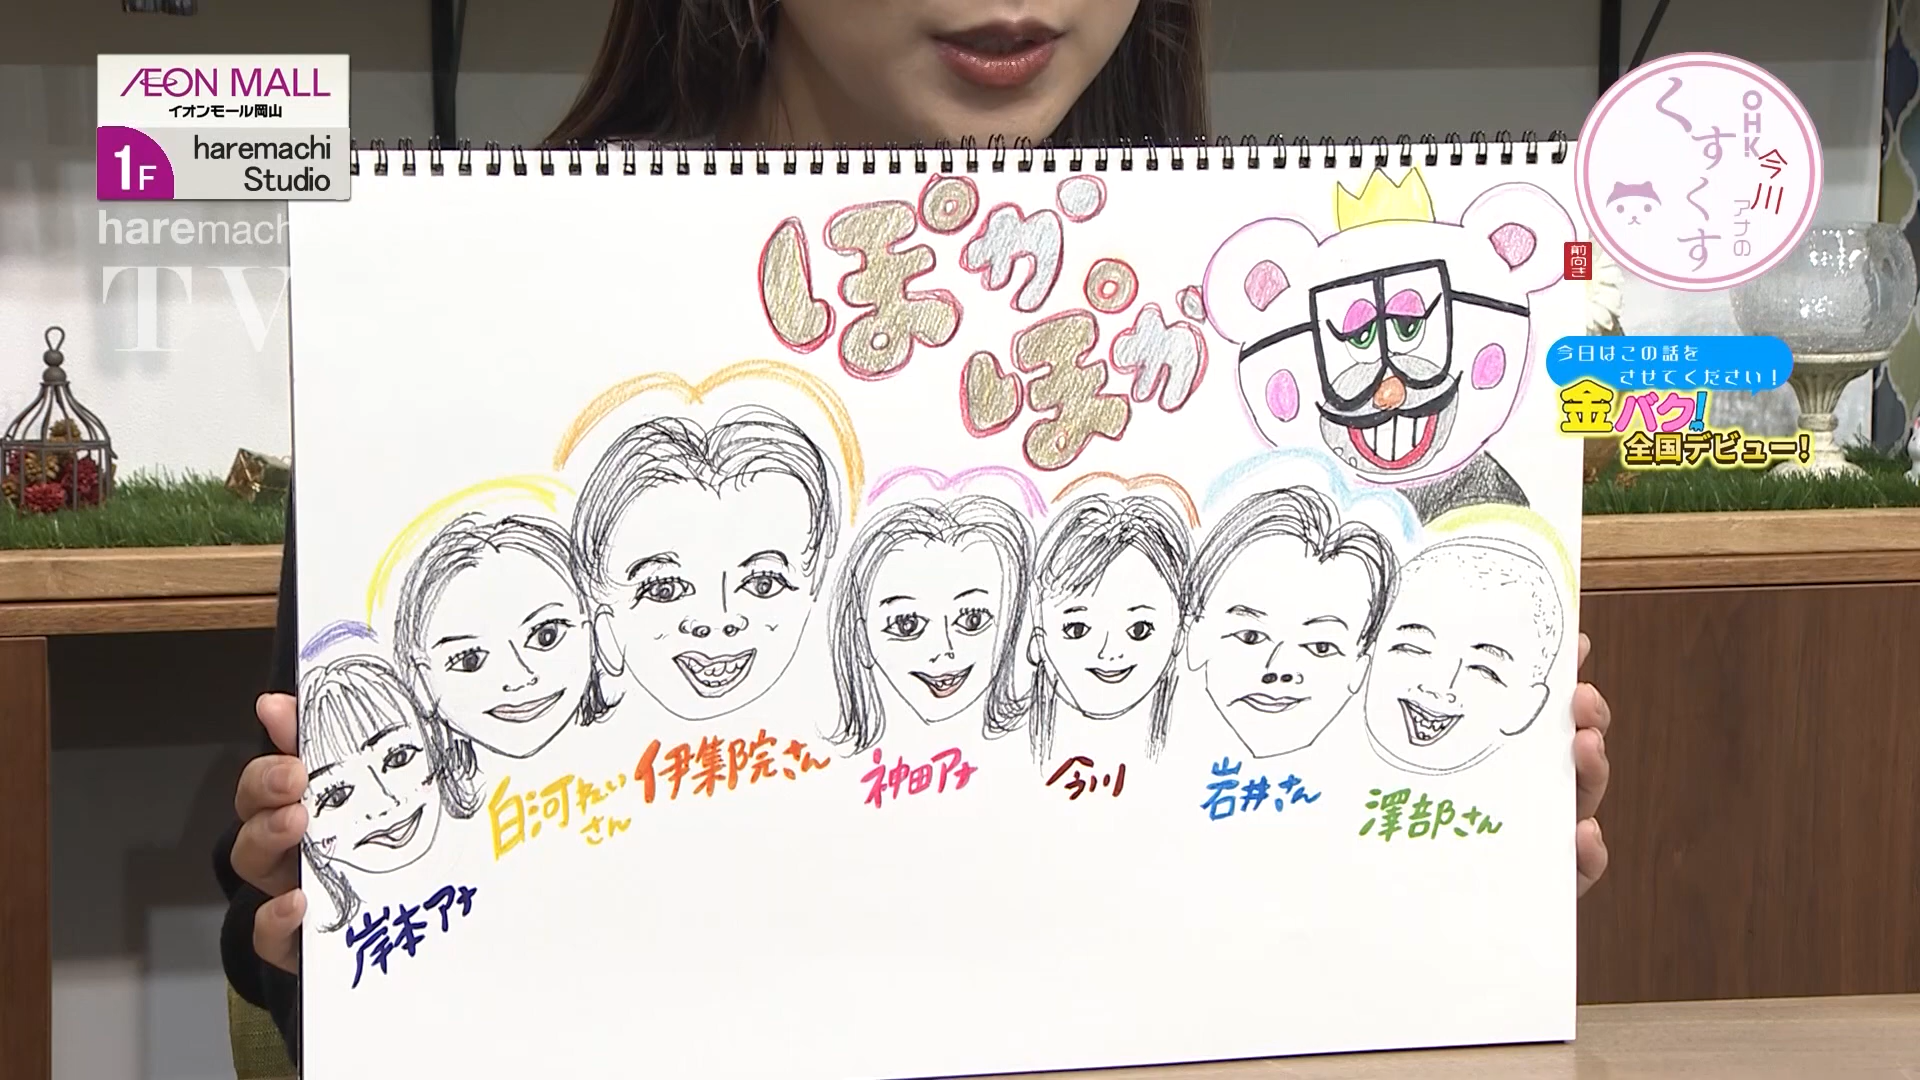 ÆON MALL
イオンモール岡山
1F
haremachi
Studio
haremach
TV
OHK 今川アナの
くすくす
前向き
今日はこの話を
させてください!
金バク!
全国デビュー!
ぽかぽか
岸本アナ
白河れい
さん
伊集院さん
神田アナ
今川
岩井さん
澤部さん